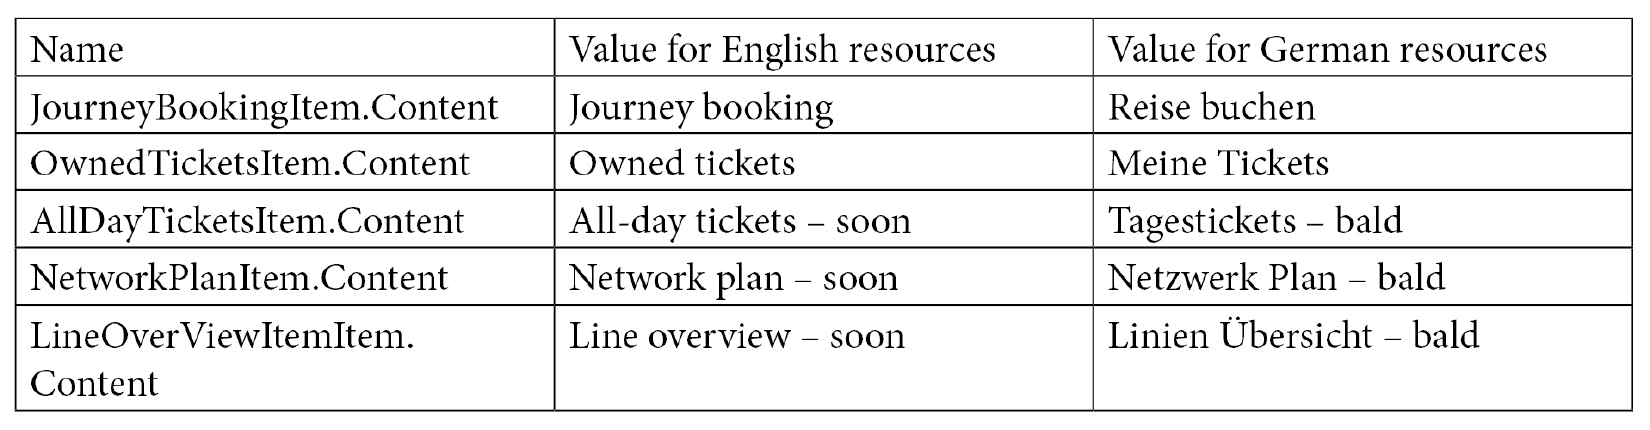 Name Value for English resources Value for German resources
JourneyBookingItem.Content Journey booking Reise buchen
OwnedTicketsItem.Content Owned tickets Meine Tickets
AllDayTicketsItem.Content All-day tickets – soon Tagestickets – bald
NetworkPlanItem.Content Network plan – soon Netzwerk Plan – bald
LineOverViewItemItem. Line overview – soon Linien Übersicht – bald
Content